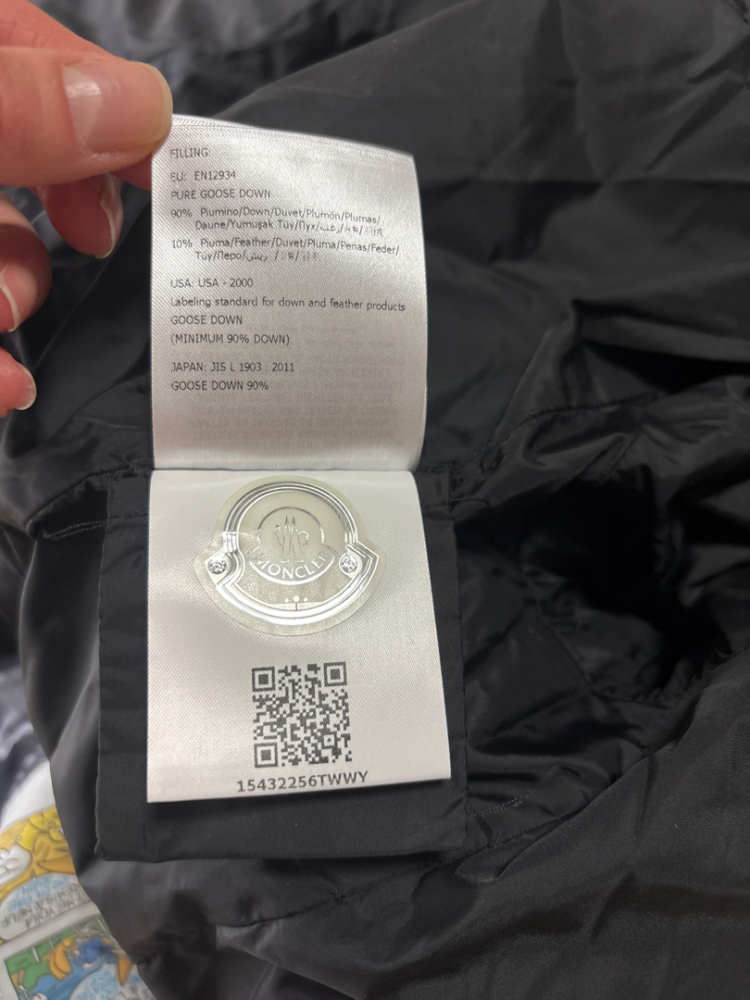 FILLING:
EU: EN12934
PURE GOOSE DOWN
90% Piumino/Down/Duvet/Plumón/Plumas/
Daune/Yumuşak Tüy/Пух/
10% Piuma/Feather/Duvet/Pluma/Penas/Feder/
Tüy/Перо/ریش/
USA: USA - 2000
Labeling standard for down and feather products
GOOSE DOWN
(MINIMUM 90% DOWN)
JAPAN: JIS L 1903 : 2011
GOOSE DOWN 90%
MONCLER
15432256TWWY